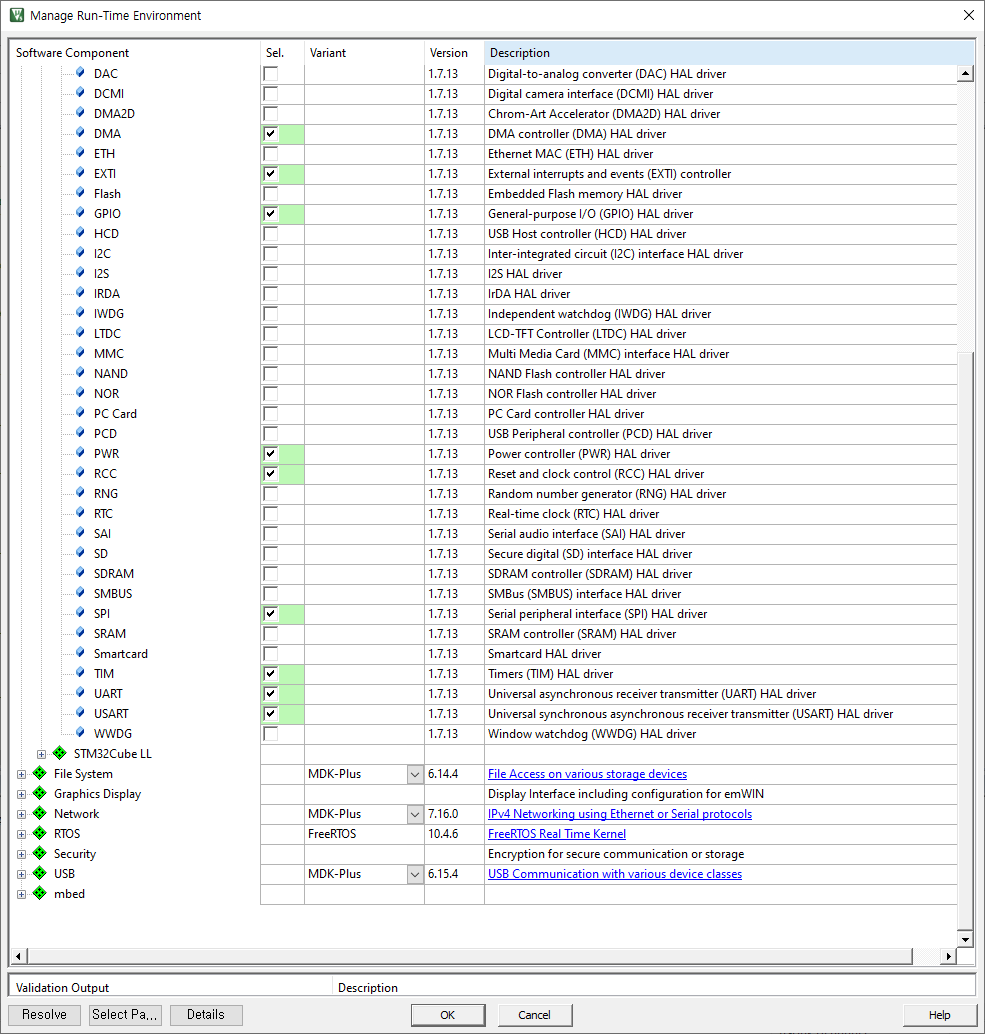 Manage Run-Time Environment
Software Component Sel. Variant Version Description
DAC 1.7.13 Digital-to-analog converter (DAC) HAL driver
DCMI 1.7.13 Digital camera interface (DCMI) HAL driver
DMA2D 1.7.13 Chrom-Art Accelerator (DMA2D) HAL driver
DMA 1.7.13 DMA controller (DMA) HAL driver
ETH 1.7.13 Ethernet MAC (ETH) HAL driver
EXTI 1.7.13 External interrupts and events (EXTI) controller
Flash 1.7.13 Embedded Flash memory HAL driver
GPIO 1.7.13 General-purpose I/O (GPIO) HAL driver
HCD 1.7.13 USB Host controller (HCD) HAL driver
I2C 1.7.13 Inter-integrated circuit (I2C) interface HAL driver
I2S 1.7.13 I2S HAL driver
IRDA 1.7.13 IrDA HAL driver
IWDG 1.7.13 Independent watchdog (IWDG) HAL driver
LTDC 1.7.13 LCD-TFT Controller (LTDC) HAL driver
MMC 1.7.13 Multi Media Card (MMC) interface HAL driver
NAND 1.7.13 NAND Flash controller HAL driver
NOR 1.7.13 NOR Flash controller HAL driver
PC Card 1.7.13 PC Card controller HAL driver
PCD 1.7.13 USB Peripheral controller (PCD) HAL driver
PWR 1.7.13 Power controller (PWR) HAL driver
RCC 1.7.13 Reset and clock control (RCC) HAL driver
RNG 1.7.13 Random number generator (RNG) HAL driver
RTC 1.7.13 Real-time clock (RTC) HAL driver
SAI 1.7.13 Serial audio interface (SAI) HAL driver
SD 1.7.13 Secure digital (SD) interface HAL driver
SDRAM 1.7.13 SDRAM controller (SDRAM) HAL driver
SMBUS 1.7.13 SMBus (SMBUS) interface HAL driver
SPI 1.7.13 Serial peripheral interface (SPI) HAL driver
SRAM 1.7.13 SRAM controller (SRAM) HAL driver
Smartcard 1.7.13 Smartcard HAL driver
TIM 1.7.13 Timers (TIM) HAL driver
UART 1.7.13 Universal asynchronous receiver transmitter (UART) HAL driver
USART 1.7.13 Universal synchronous asynchronous receiver transmitter (USART) HAL driver
WWDG 1.7.13 Window watchdog (WWDG) HAL driver
STM32Cube LL
File System MDK-Plus 6.14.4 File Access on various storage devices
Graphics Display Display Interface including configuration for emWIN
Network MDK-Plus 7.16.0 IPv4 Networking using Ethernet or Serial protocols
RTOS FreeRTOS 10.4.6 FreeRTOS Real Time Kernel
Security Encryption for secure communication or storage
USB MDK-Plus 6.15.4 USB Communication with various device classes
mbed
Validation Output Description
Resolve Select Pa... Details OK Cancel Help